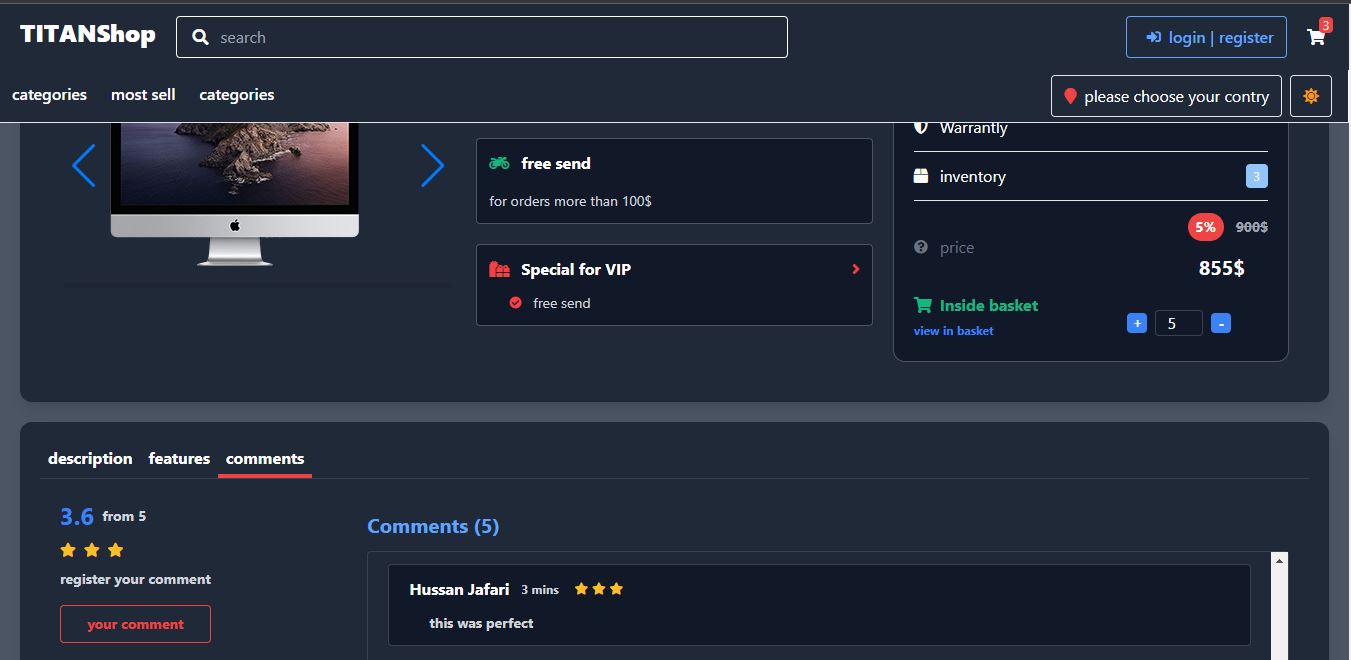 TITANShop
search
login | register
3
categories
most sell
categories
please choose your contry
free send
for orders more than 100$
Special for VIP
free send
Warrantly
inventory
3
5%
900$
price
855$
Inside basket
view in basket
+
5
-
description
features
comments
3.6 from 5
register your comment
your comment
Comments (5)
Hussan Jafari 3 mins
this was perfect